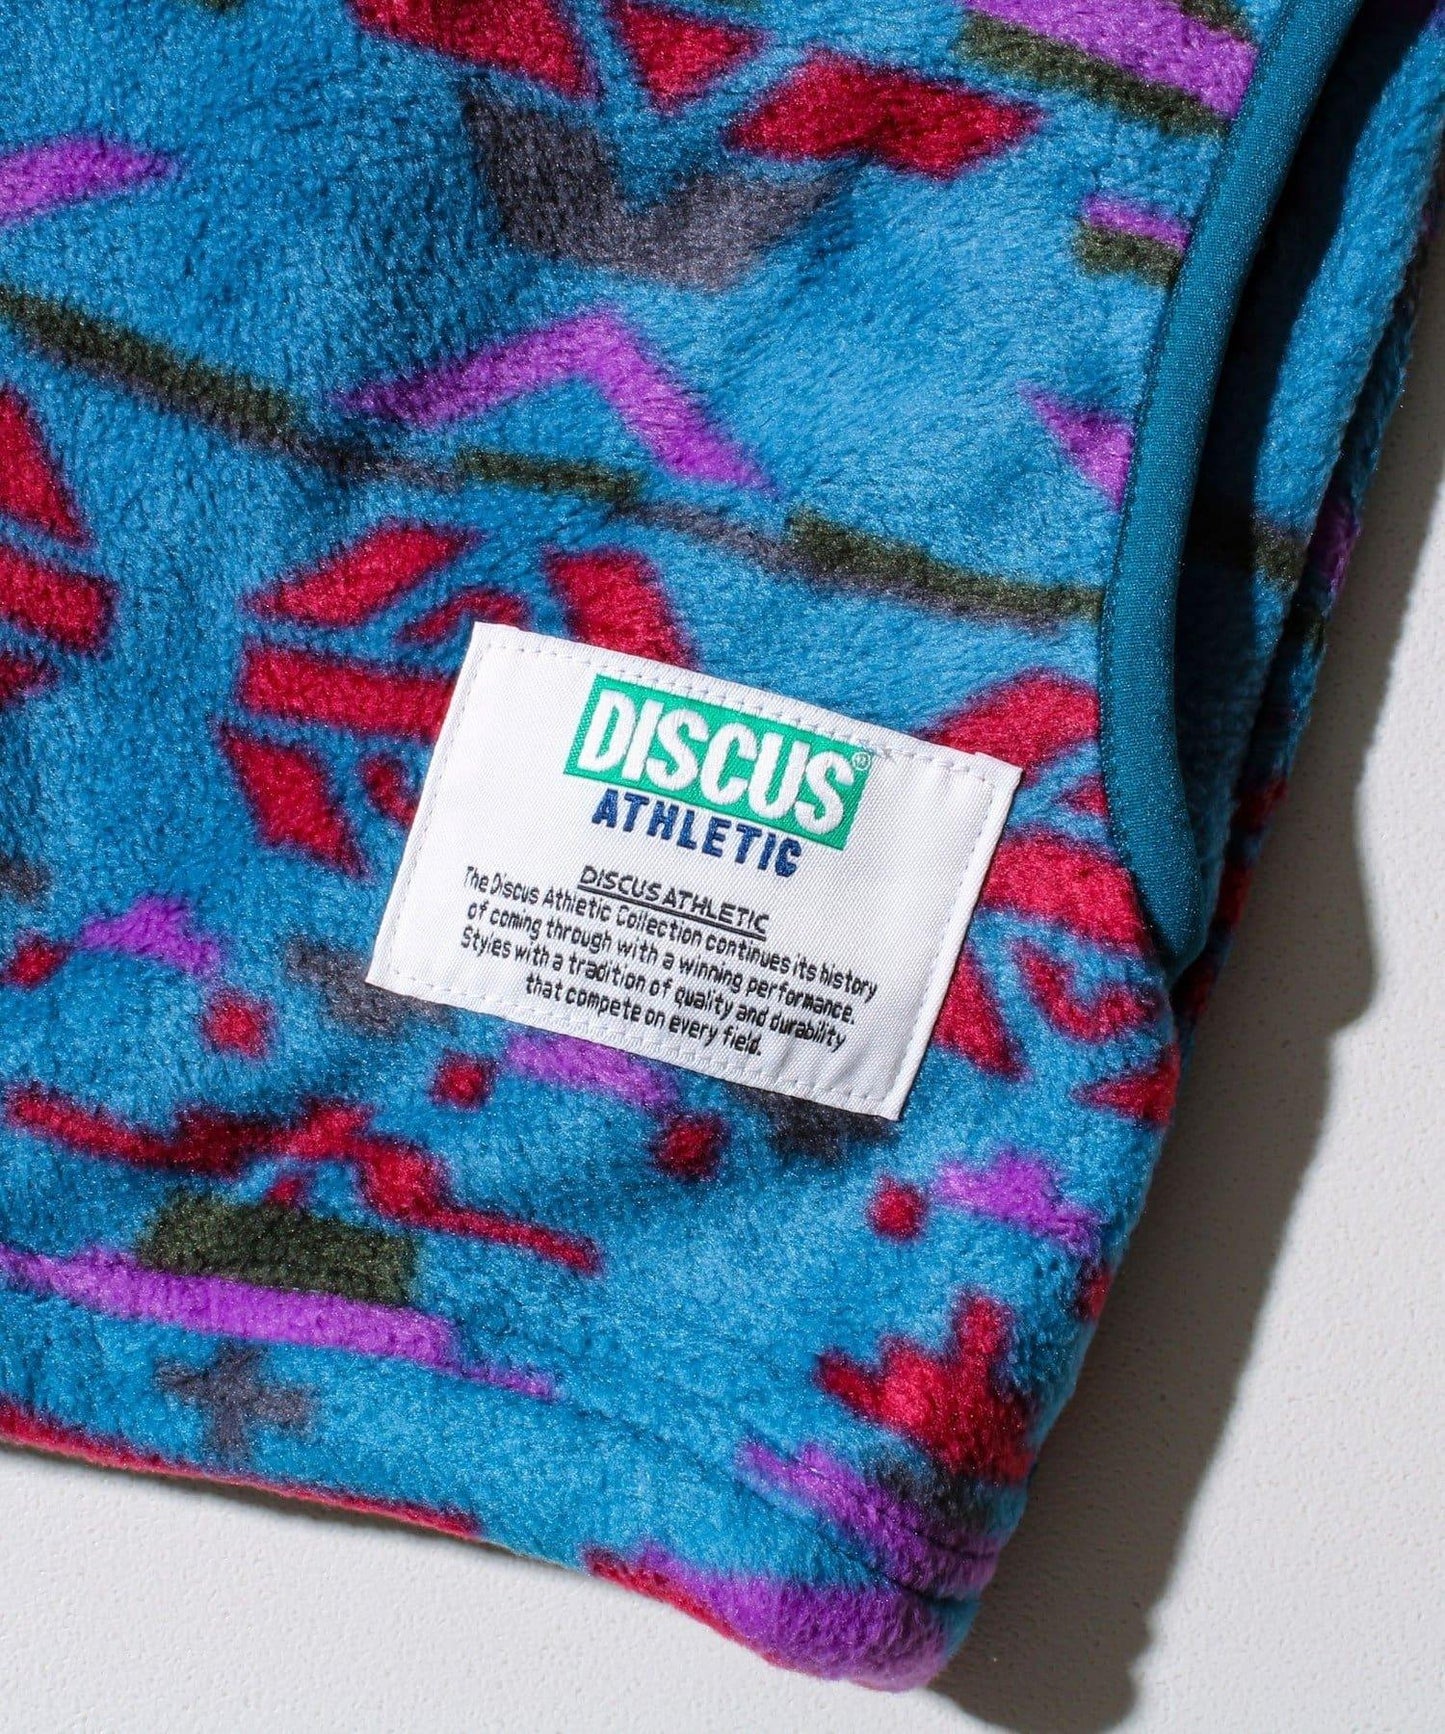 DISCUS®
ATHLETIC
DISCUS ATHLETIC
The Discus Athletic Collection continues its history
of coming through with a winning performance.
Styles with a tradition of quality and durability
that compete on every field.